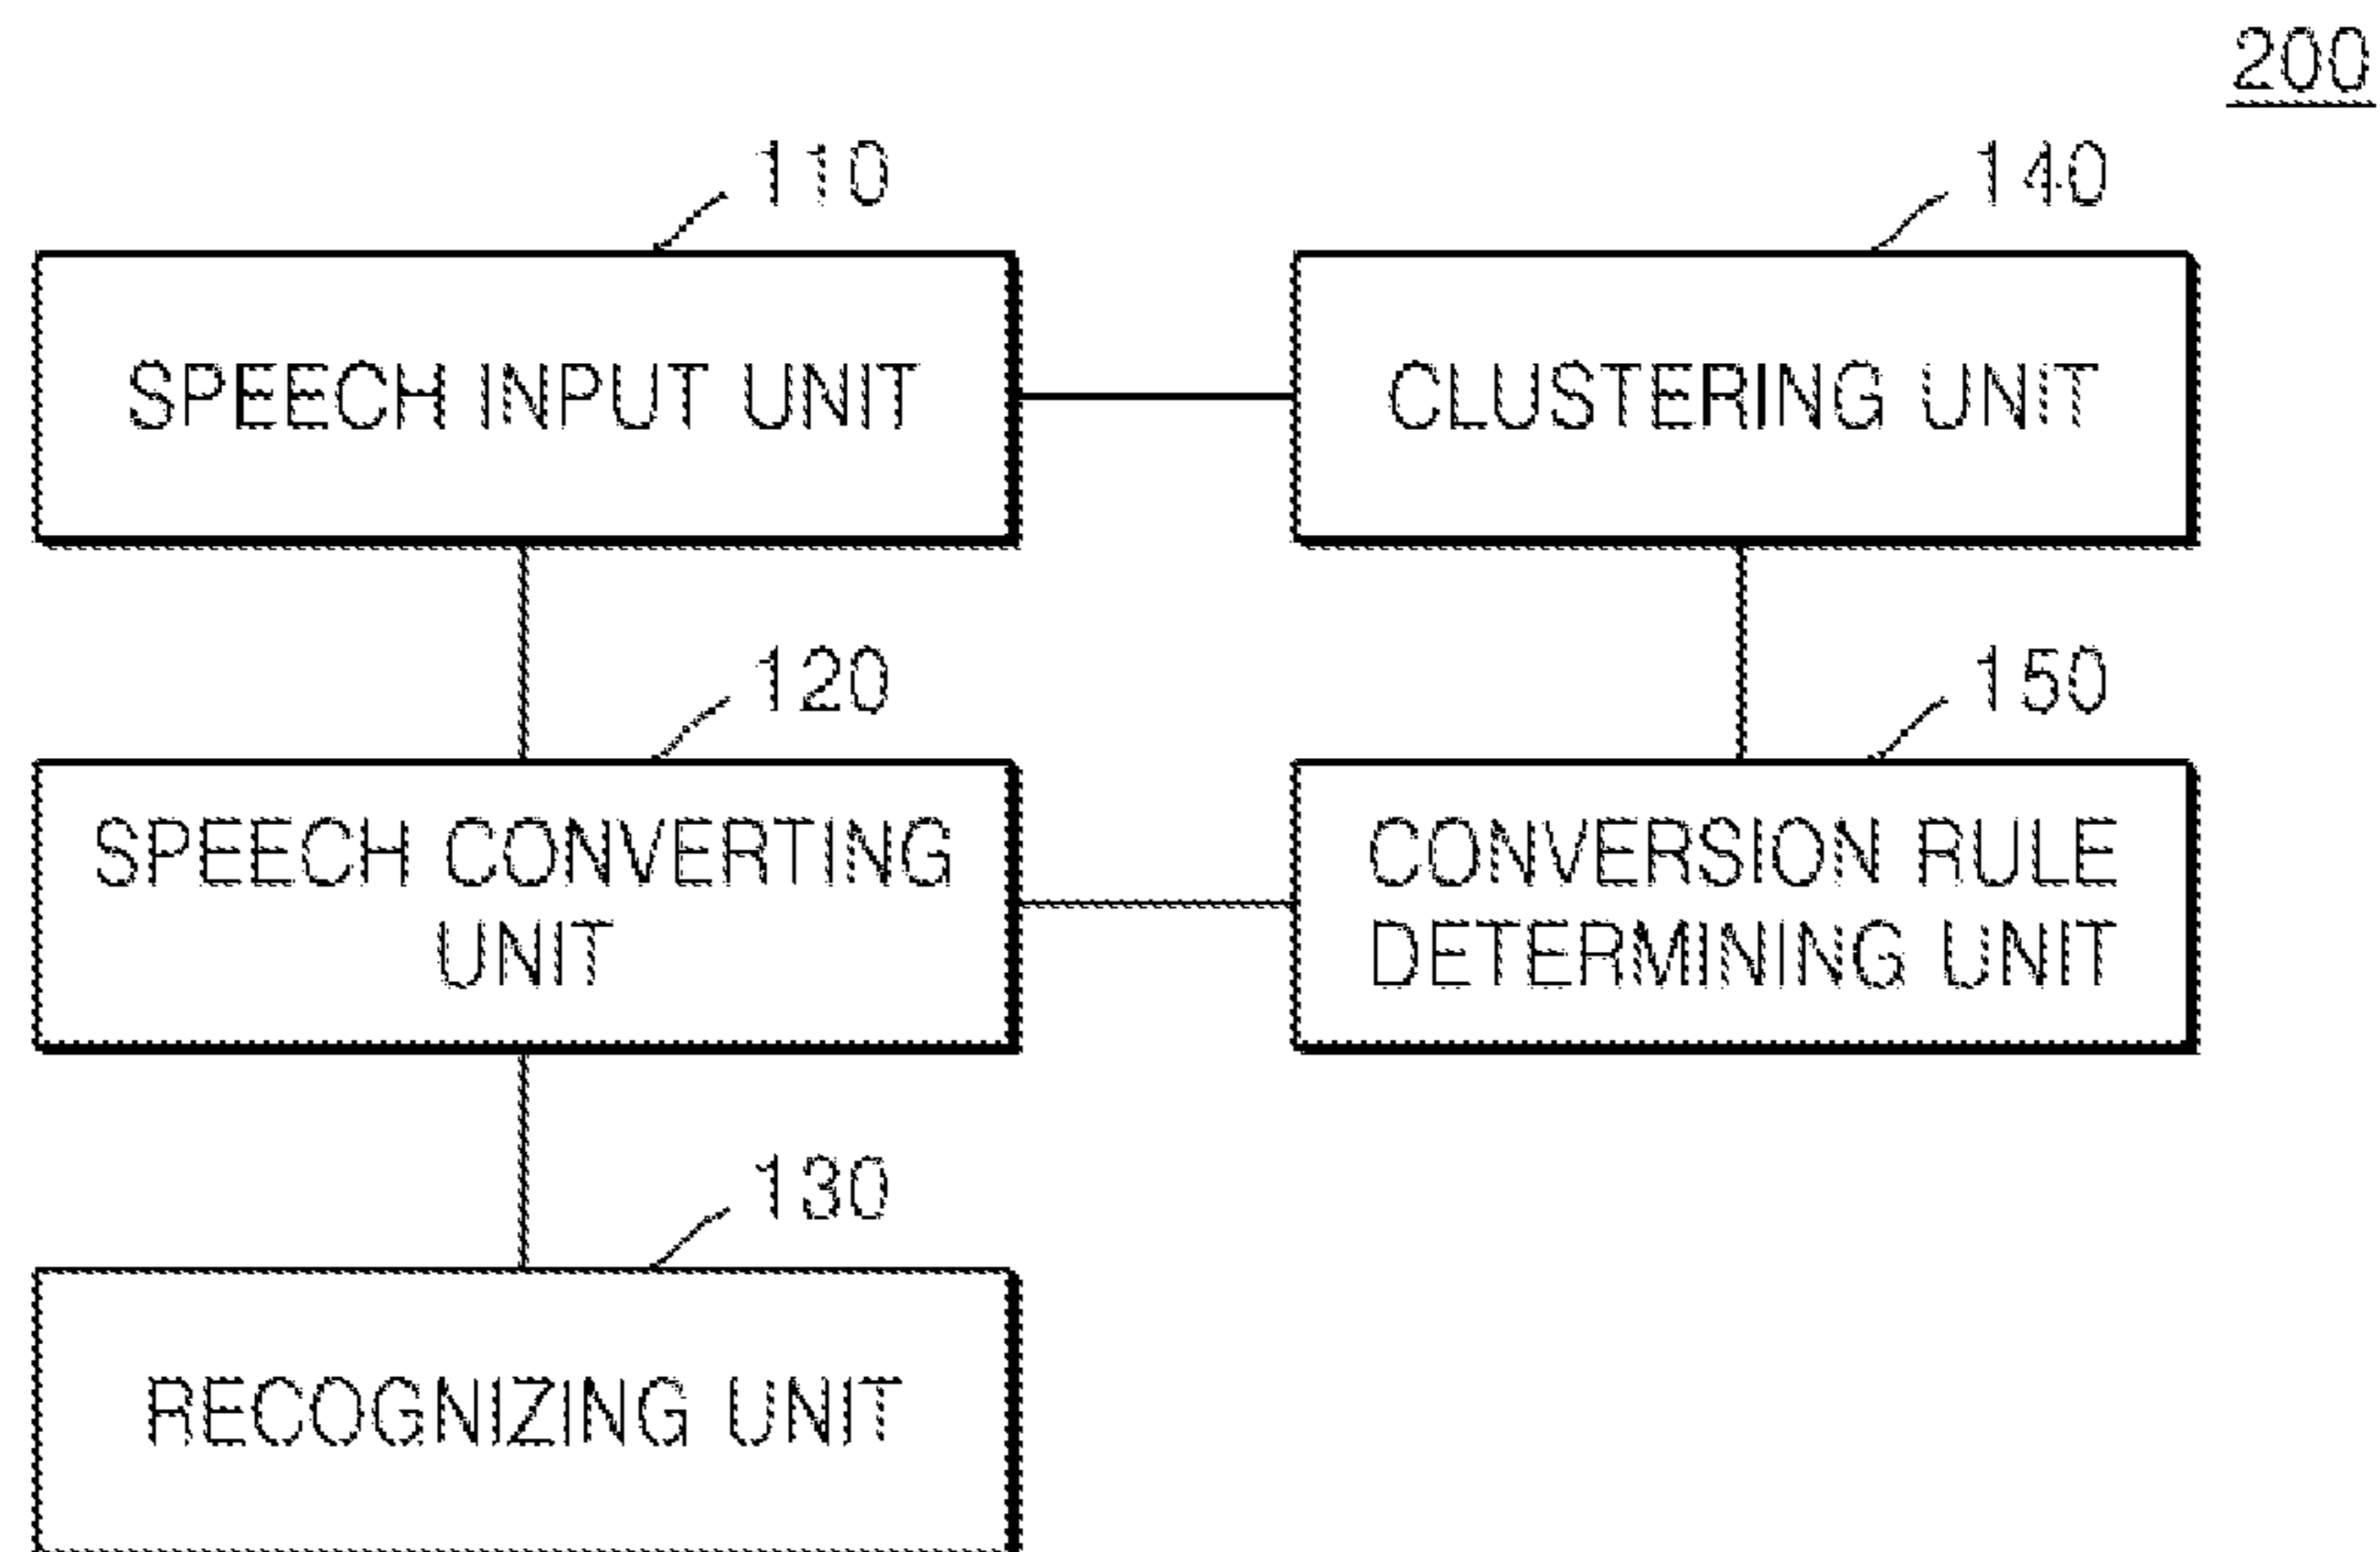 200
110
140
SPEECH INPUT UNIT
CLUSTERING UNIT
120
150
SPEECH CONVERTING
UNIT
CONVERSION RULE
DETERMINING UNIT
130
RECOGNIZING UNIT